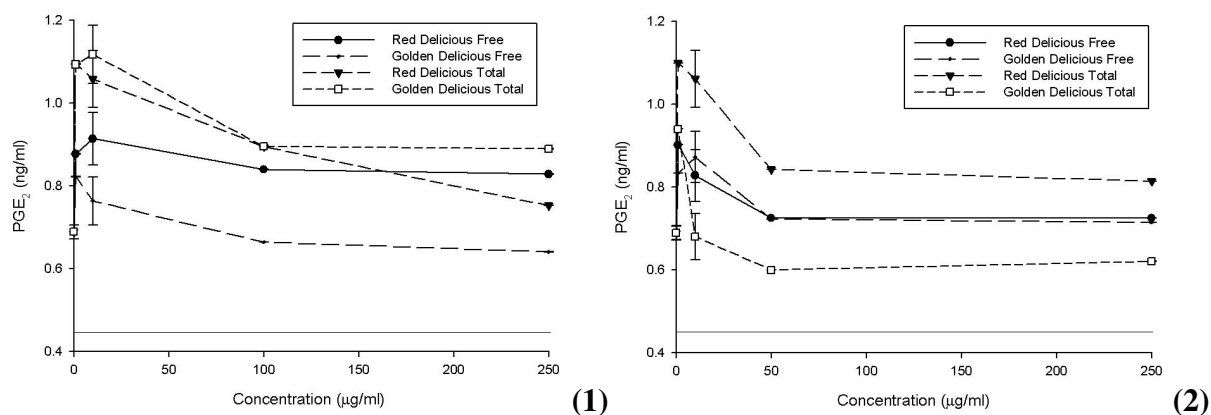 1.2
1.0
0.8
0.6
0.4
PGE2 (ng/ml)
Red Delicious Free
Golden Delicious Free
Red Delicious Total
Golden Delicious Total
0 50 100 150 200 250
Concentration (μg/ml)
(1)
1.2
1.0
0.8
0.6
0.4
PGE2 (ng/ml)
Red Delicious Free
Golden Delicious Free
Red Delicious Total
Golden Delicious Total
0 50 100 150 200 250
Concentration (μg/ml)
(2)